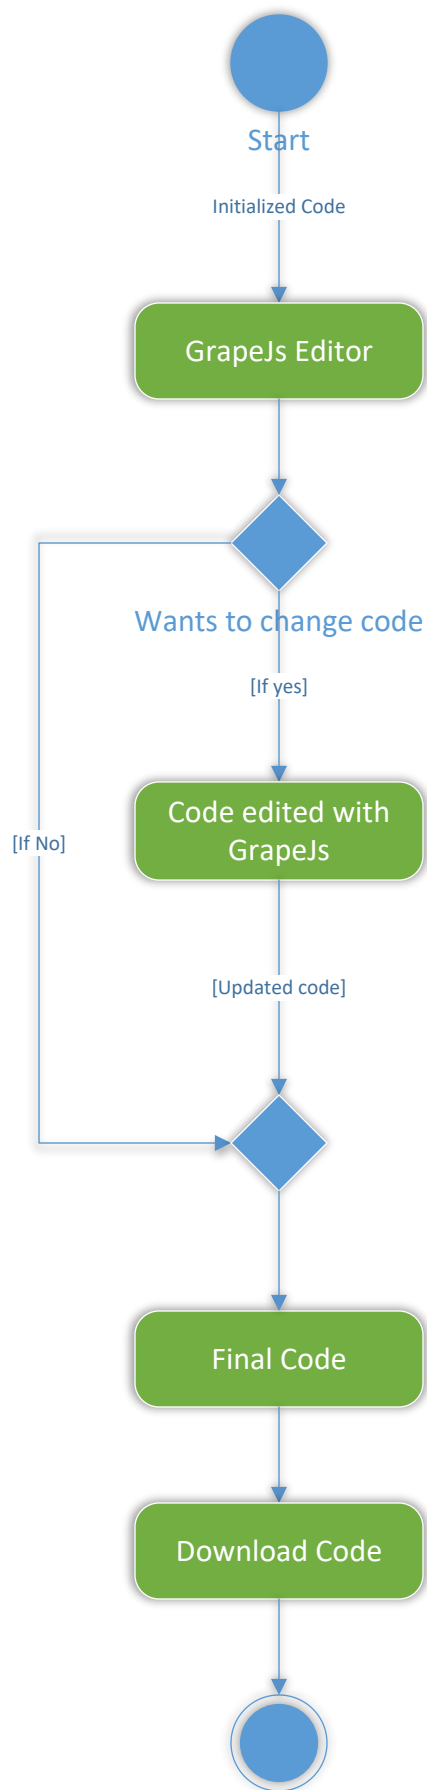 Start
Initialized Code
GrapeJs Editor
Wants to change code
[If yes]
Code edited with
GrapeJs
[If No]
[Updated code]
Final Code
Download Code